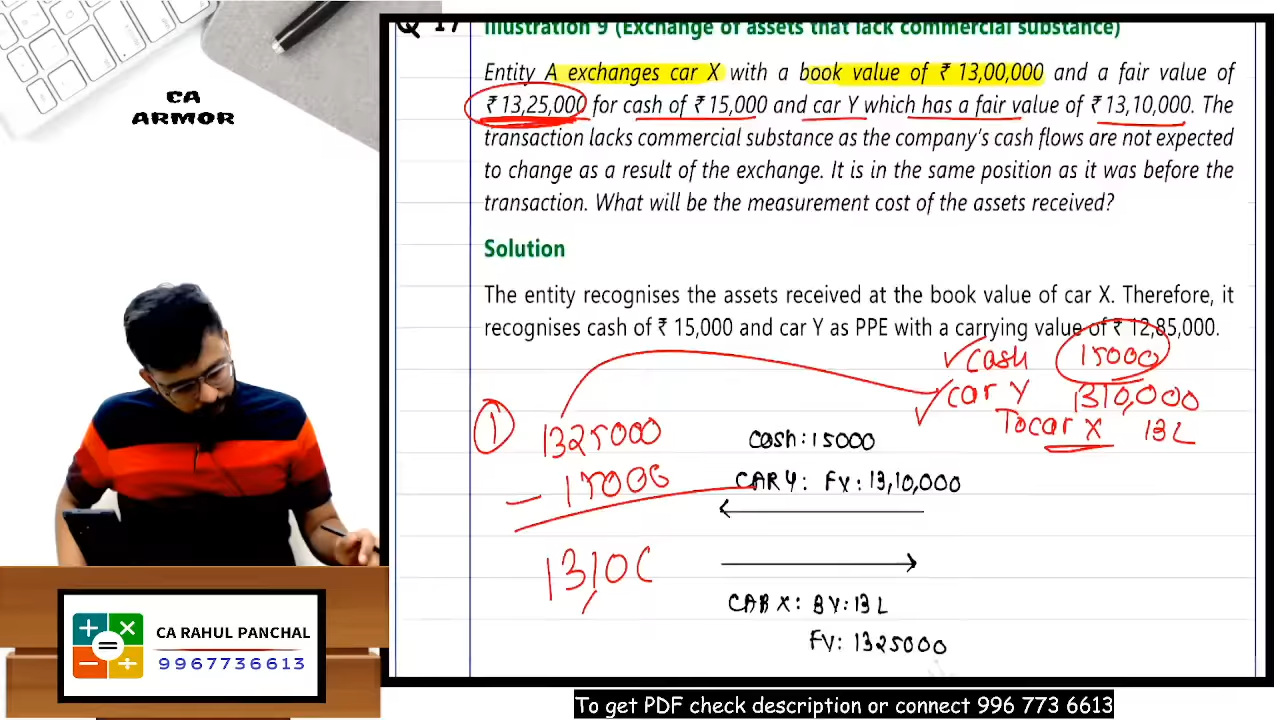 CA
ARMOR
Q 17
Illustration 9 (Exchange of assets that lack commercial substance)
Entity A exchanges car X with a book value of ₹ 13,00,000 and a fair value of
₹ 13,25,000 for cash of ₹ 15,000 and car Y which has a fair value of ₹ 13,10,000. The
transaction lacks commercial substance as the company's cash flows are not expected
to change as a result of the exchange. It is in the same position as it was before the
transaction. What will be the measurement cost of the assets received?
Solution
The entity recognises the assets received at the book value of car X. Therefore, it
recognises cash of ₹ 15,000 and car Y as PPE with a carrying value of ₹ 12,85,000.
✓ Cash 15000
✓ Car Y 1310,000
To car X 13L
① 1325000
- 15000
1310 0
Cash: 15000
CAR Y: FV: 13,10,000
CAR X: BV: 13 L
FV: 1325000
+ × = − ÷
CA RAHUL PANCHAL
9967736613
To get PDF check description or connect 996 773 6613